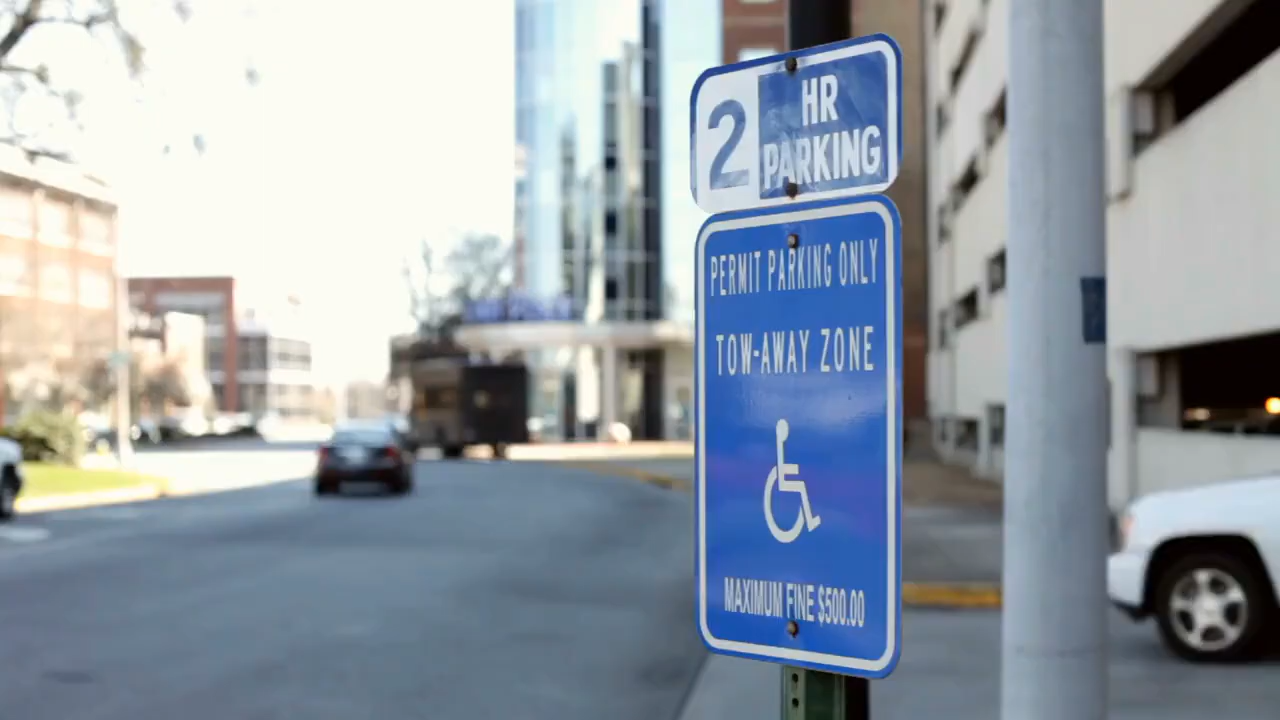 2 HR
PARKING
PERMIT PARKING ONLY
TOW-AWAY ZONE
MAXIMUM FINE $500.00